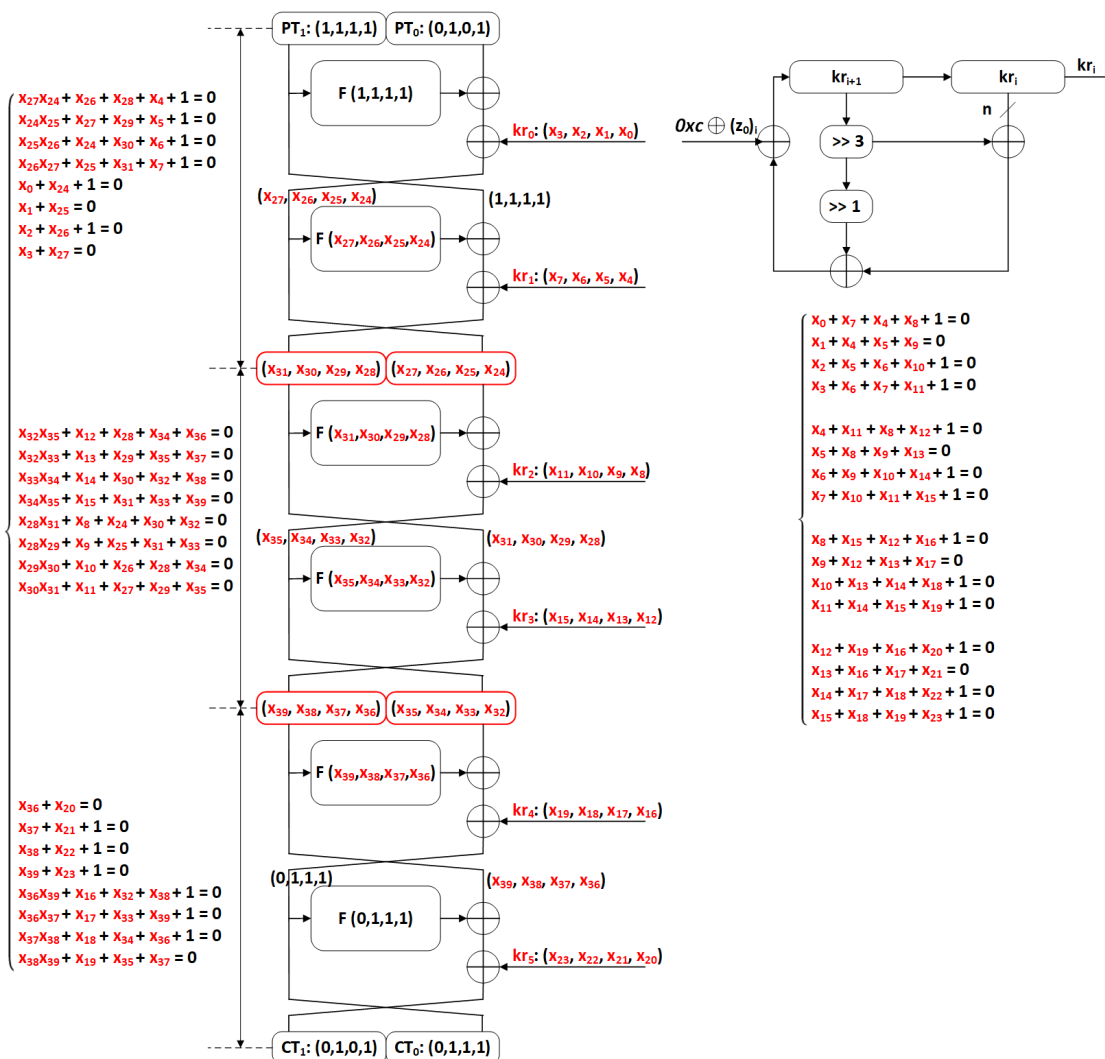 PT₁: (1,1,1,1) PT₀: (0,1,0,1)
F (1,1,1,1)
kr₀: (x₃, x₂, x₁, x₀)
(x₂₇, x₂₆, x₂₅, x₂₄)
(1,1,1,1)
F (x₂₇,x₂₆,x₂₅,x₂₄)
kr₁: (x₇, x₆, x₅, x₄)
(x₃₁, x₃₀, x₂₉, x₂₈) (x₂₇, x₂₆, x₂₅, x₂₄)
F(x₃₁,x₃₀,x₂₉,x₂₈)
kr₂: (x₁₁, x₁₀, x₉, x₈)
(x₃₅, x₃₄, x₃₃, x₃₂)
(x₃₁, x₃₀, x₂₉, x₂₈)
F(x₃₅,x₃₄,x₃₃,x₃₂)
kr₃: (x₁₅, x₁₄, x₁₃, x₁₂)
(x₃₉, x₃₈, x₃₇, x₃₆) (x₃₅, x₃₄, x₃₃, x₃₂)
F (x₃₉,x₃₈,x₃₇,x₃₆)
kr₄: (x₁₉, x₁₈, x₁₇, x₁₆)
(0,1,1,1)
(x₃₉, x₃₈, x₃₇, x₃₆)
F (0,1,1,1)
kr₅: (x₂₃, x₂₂, x₂₁, x₂₀)
CT₁: (0,1,0,1) CT₀: (0,1,1,1)
x₂₇x₂₄ + x₂₆ + x₂₈ + x₄ + 1 = 0
x₂₄x₂₅ + x₂₇ + x₂₉ + x₅ + 1 = 0
x₂₅x₂₆ + x₂₄ + x₃₀ + x₆ + 1 = 0
x₂₆x₂₇ + x₂₅ + x₃₁ + x₇ + 1 = 0
x₀ + x₂₄ + 1 = 0
x₁ + x₂₅ = 0
x₂ + x₂₆ + 1 = 0
x₃ + x₂₇ = 0
x₃₂x₃₅ + x₁₂ + x₂₈ + x₃₄ + x₃₆ = 0
x₃₂x₃₃ + x₁₃ + x₂₉ + x₃₅ + x₃₇ = 0
x₃₃x₃₄ + x₁₄ + x₃₀ + x₃₂ + x₃₈ = 0
x₃₄x₃₅ + x₁₅ + x₃₁ + x₃₃ + x₃₉ = 0
x₂₈x₃₁ + x₈ + x₂₄ + x₃₀ + x₃₂ = 0
x₂₈x₂₉ + x₉ + x₂₅ + x₃₁ + x₃₃ = 0
x₂₉x₃₀ + x₁₀ + x₂₆ + x₂₈ + x₃₄ = 0
x₃₀x₃₁ + x₁₁ + x₂₇ + x₂₉ + x₃₅ = 0
x₃₆ + x₂₀ = 0
x₃₇ + x₂₁ + 1 = 0
x₃₈ + x₂₂ + 1 = 0
x₃₉ + x₂₃ + 1 = 0
x₃₆x₃₉ + x₁₆ + x₃₂ + x₃₈ + 1 = 0
x₃₆x₃₇ + x₁₇ + x₃₃ + x₃₉ + 1 = 0
x₃₇x₃₈ + x₁₈ + x₃₄ + x₃₆ + 1 = 0
x₃₈x₃₉ + x₁₉ + x₃₅ + x₃₇ = 0
krᵢ₊₁
krᵢ
krᵢ
n
0xc ⊕ (z₀)ᵢ
>> 3
>> 1
x₀ + x₇ + x₄ + x₈ + 1 = 0
x₁ + x₄ + x₅ + x₉ = 0
x₂ + x₅ + x₆ + x₁₀ + 1 = 0
x₃ + x₆ + x₇ + x₁₁ + 1 = 0
x₄ + x₁₁ + x₈ + x₁₂ + 1 = 0
x₅ + x₈ + x₉ + x₁₃ = 0
x₆ + x₉ + x₁₀ + x₁₄ + 1 = 0
x₇ + x₁₀ + x₁₁ + x₁₅ + 1 = 0
x₈ + x₁₅ + x₁₂ + x₁₆ + 1 = 0
x₉ + x₁₂ + x₁₃ + x₁₇ = 0
x₁₀ + x₁₃ + x₁₄ + x₁₈ + 1 = 0
x₁₁ + x₁₄ + x₁₅ + x₁₉ + 1 = 0
x₁₂ + x₁₉ + x₁₆ + x₂₀ + 1 = 0
x₁₃ + x₁₆ + x₁₇ + x₂₁ = 0
x₁₄ + x₁₇ + x₁₈ + x₂₂ + 1 = 0
x₁₅ + x₁₈ + x₁₉ + x₂₃ + 1 = 0